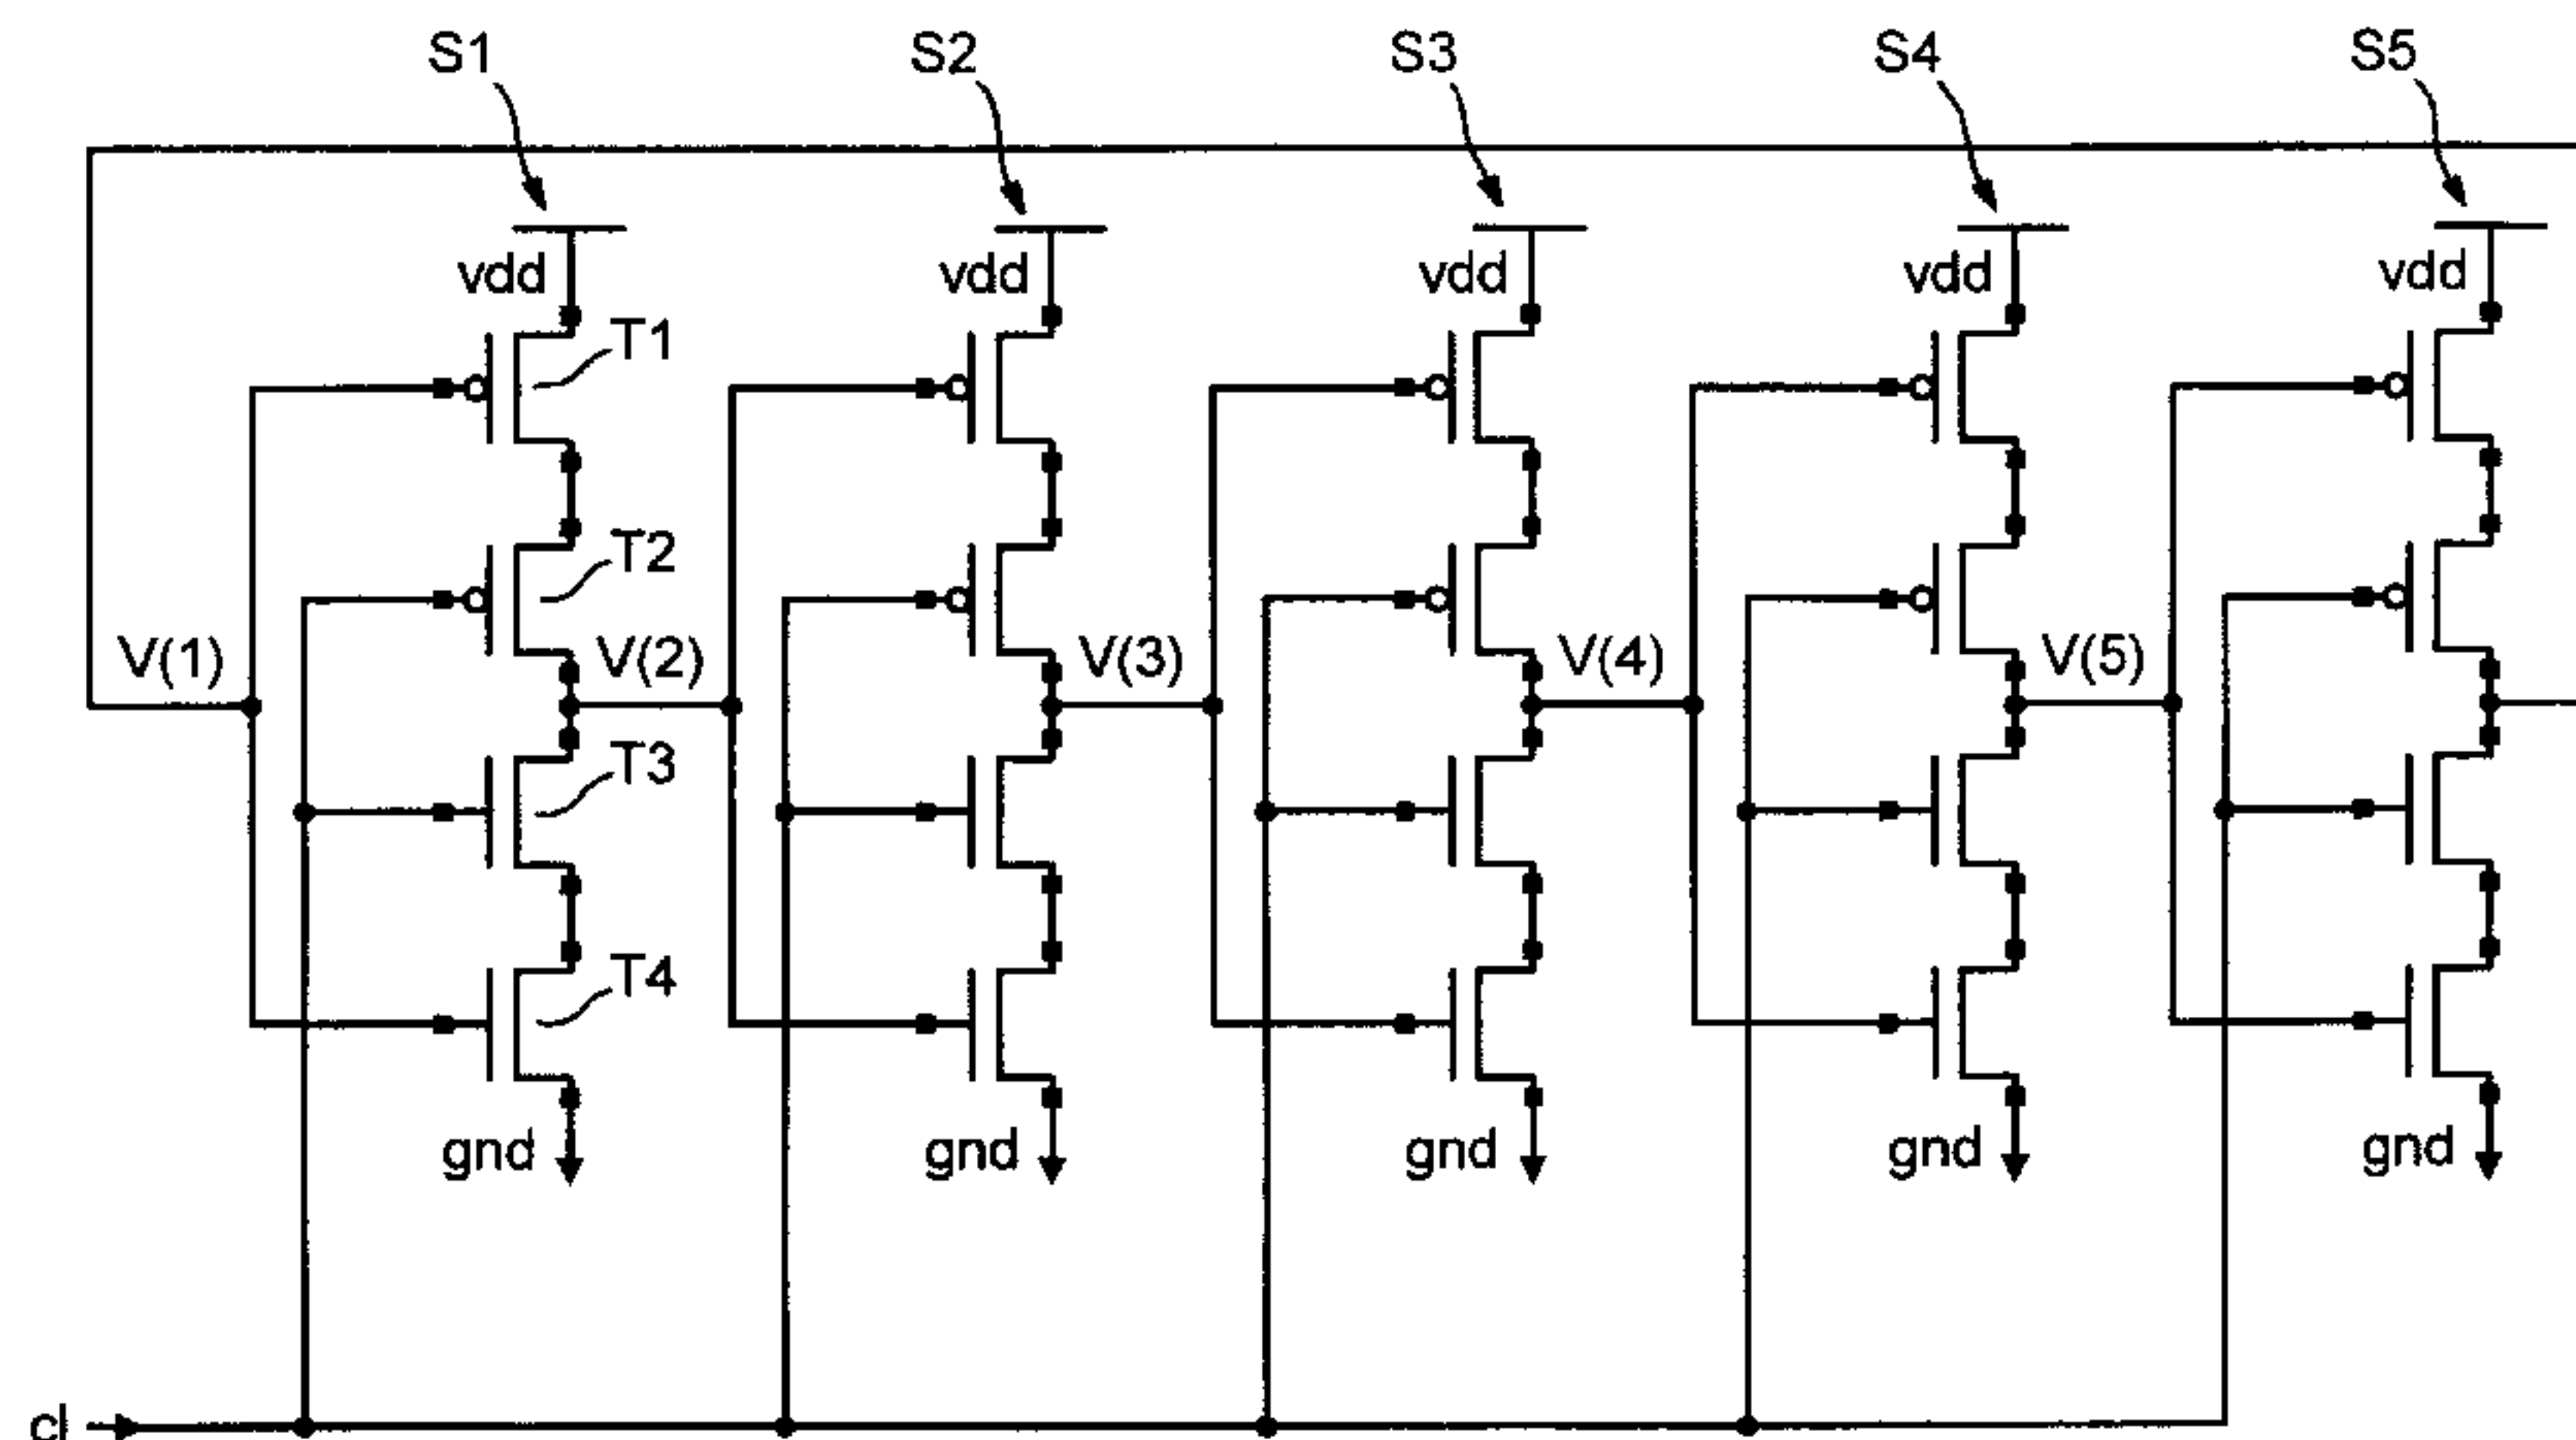 S1 S2 S3 S4 S5
vdd vdd vdd vdd vdd
T1
T2
V(1) V(2) V(3) V(4) V(5)
T3
T4
gnd gnd gnd gnd gnd